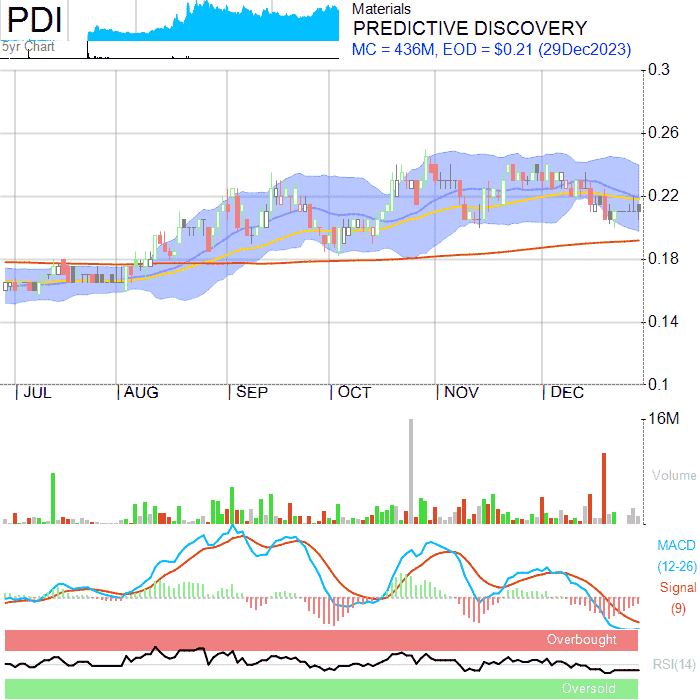 PDI
5yr Chart
Materials
PREDICTIVE DISCOVERY
MC = 436M, EOD = $0.21 (29Dec2023)
0.3
0.26
0.22
0.18
0.14
0.1
JUL AUG SEP OCT NOV DEC
16M
Volume
MACD
(12-26)
Signal
(9)
Overbought
RSI(14)
Oversold